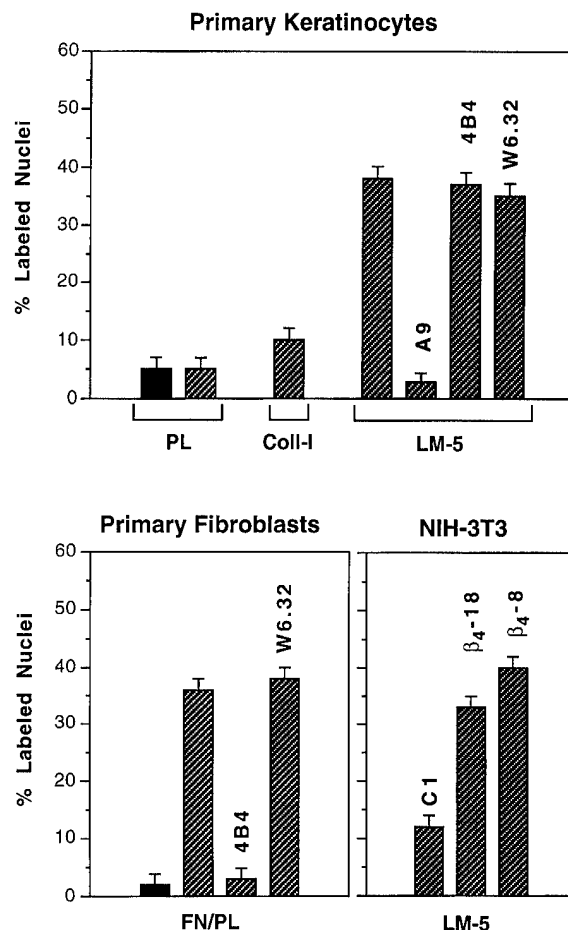 Primary Keratinocytes
60
50
40
30
20
10
0
% Labeled Nuclei
A9
4B4
W6.32
PL
Coll-I
LM-5
Primary Fibroblasts
60
50
40
30
20
10
0
% Labeled Nuclei
4B4
W6.32
FN/PL
NIH-3T3
C1
β4-18
β4-8
LM-5